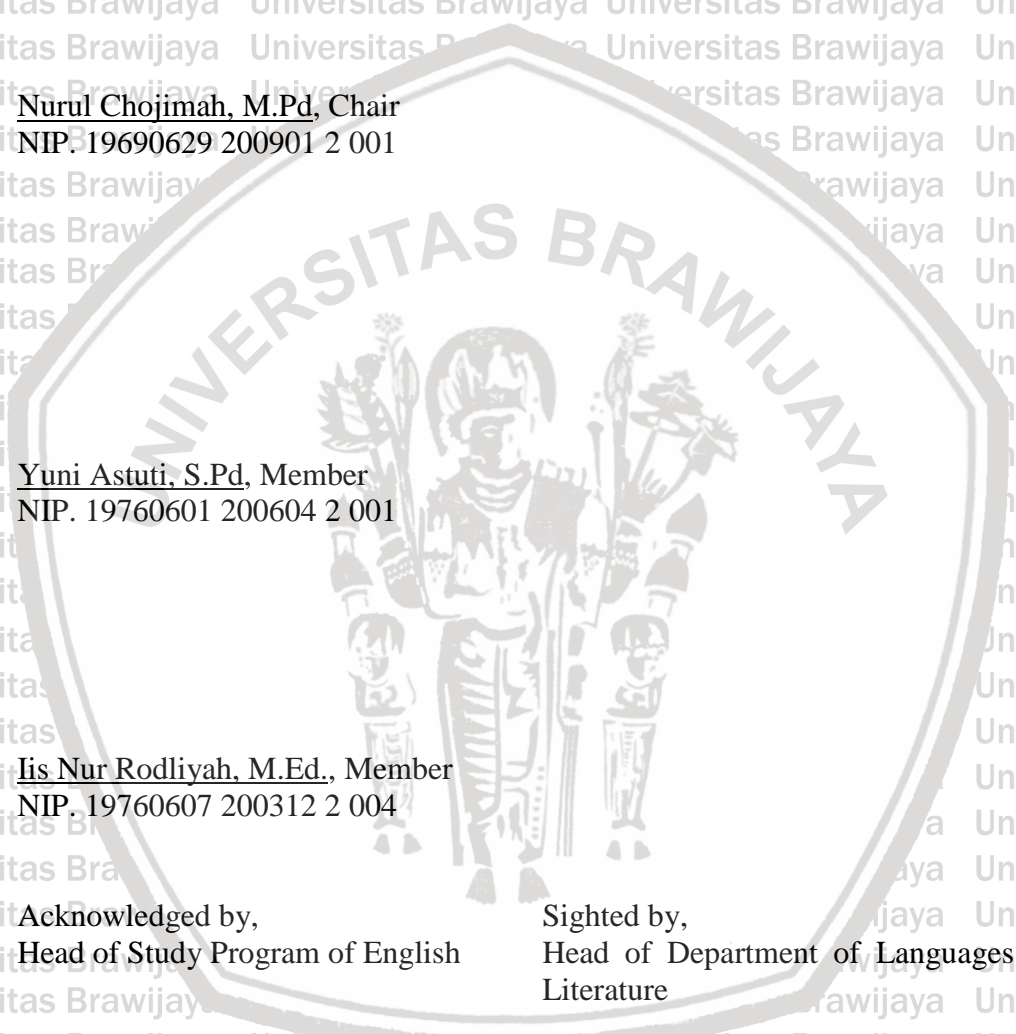 Nurul Chojimah, M.Pd, Chair
NIP. 19690629 200901 2 001
UNIVERSITAS BRAWIJAYA
Yuni Astuti, S.Pd, Member
NIP. 19760601 200604 2 001
Iis Nur Rodliyah, M.Ed., Member
NIP. 19760607 200312 2 004
Acknowledged by,
Head of Study Program of English
Sighted by,
Head of Department of Languages
Literature